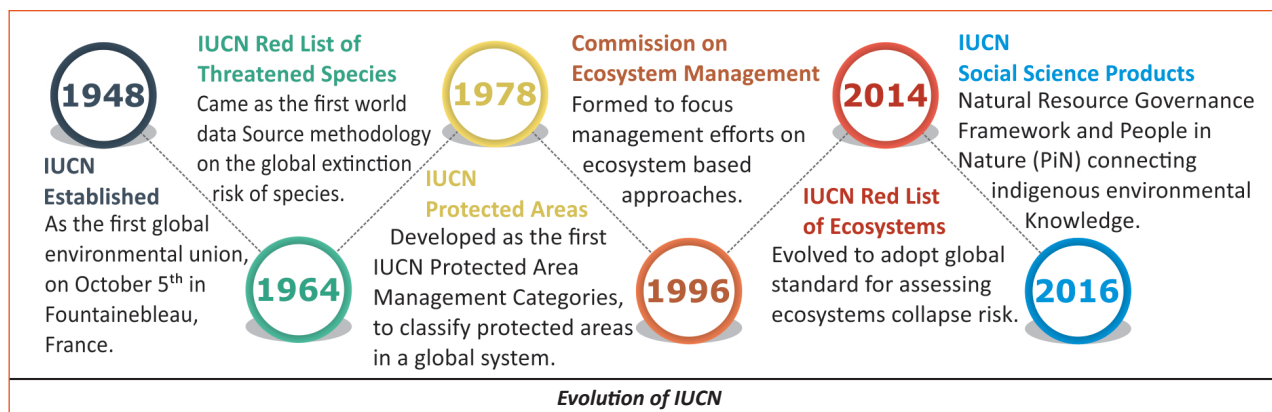 1948
IUCN
Established
As the first global
environmental union,
on October 5th in
Fountainebleau,
France.
IUCN Red List of
Threatened Species
Came as the first world
data Source methodology
on the global extinction
risk of species.
1964
1978
IUCN
Protected Areas
Developed as the first
IUCN Protected Area
Management Categories,
to classify protected areas
in a global system.
Commission on
Ecosystem Management
Formed to focus
management efforts on
ecosystem based
approaches.
1996
2014
IUCN Red List
of Ecosystems
Evolved to adopt global
standard for assessing
ecosystems collapse risk.
IUCN
Social Science Products
Natural Resource Governance
Framework and People in
Nature (PiN) connecting
indigenous environmental
Knowledge.
2016
Evolution of IUCN